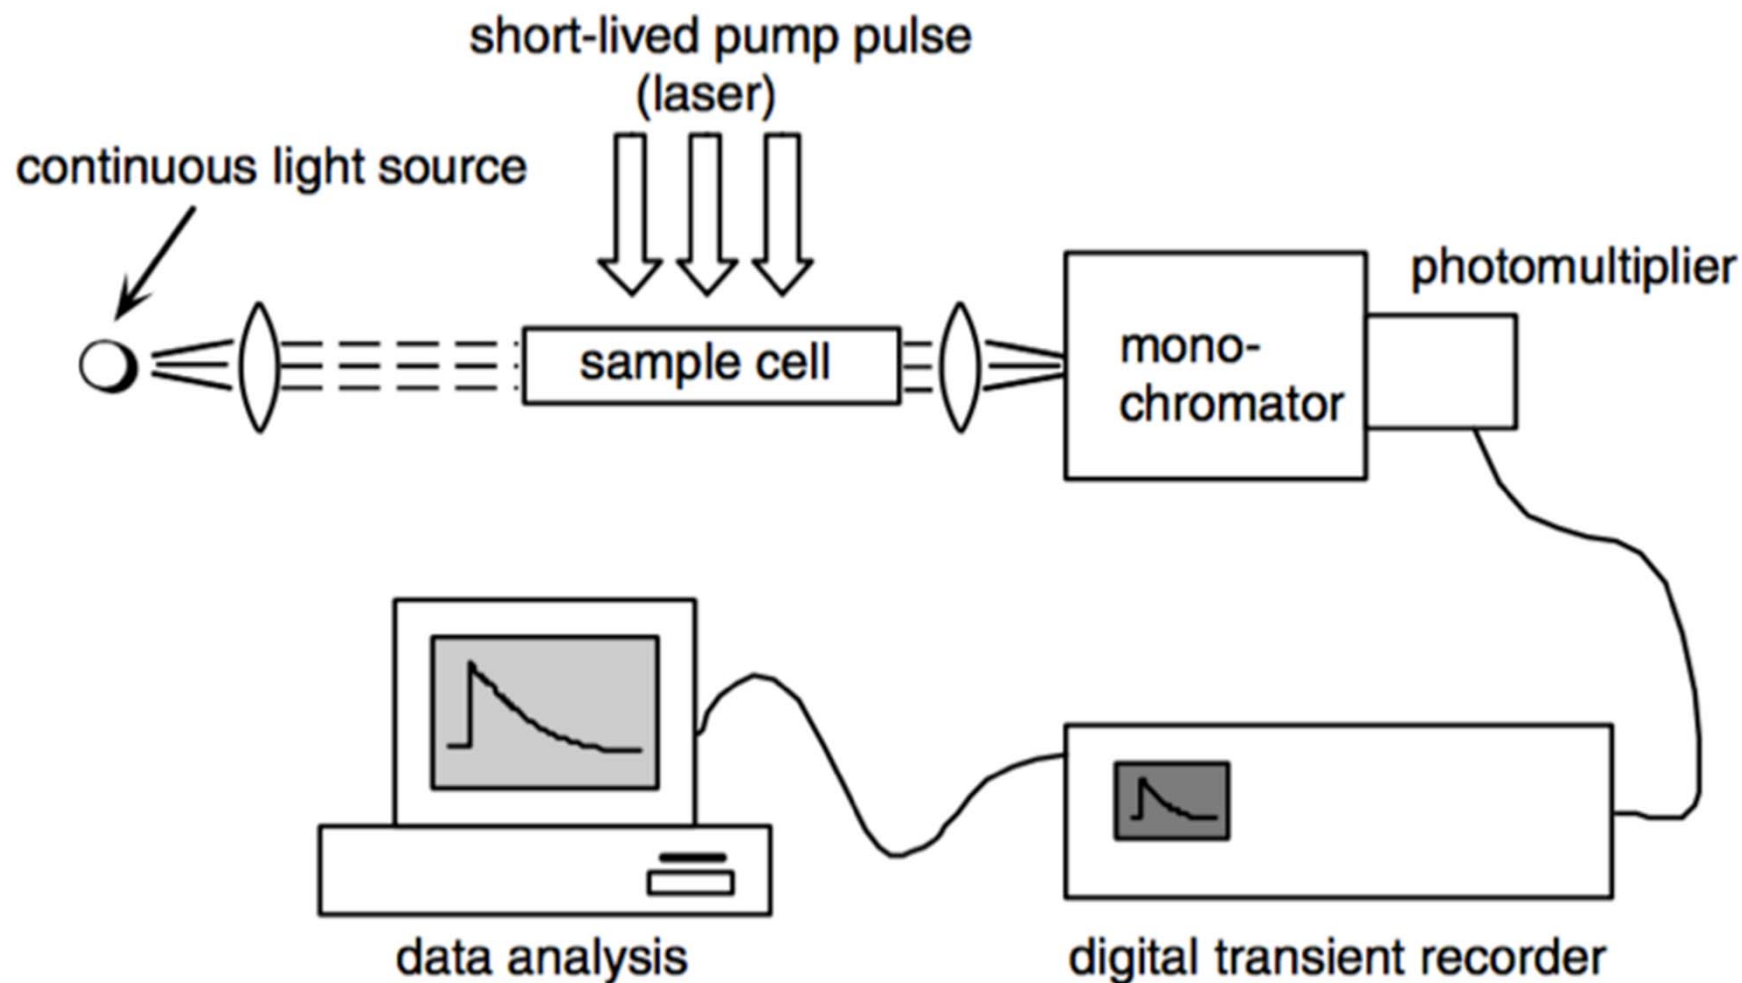 short-lived pump pulse
(laser)
continuous light source
photomultiplier
sample cell
mono-
chromator
data analysis
digital transient recorder